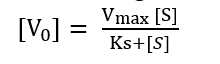 [V₀] = Vmax [S] / Ks+[S]